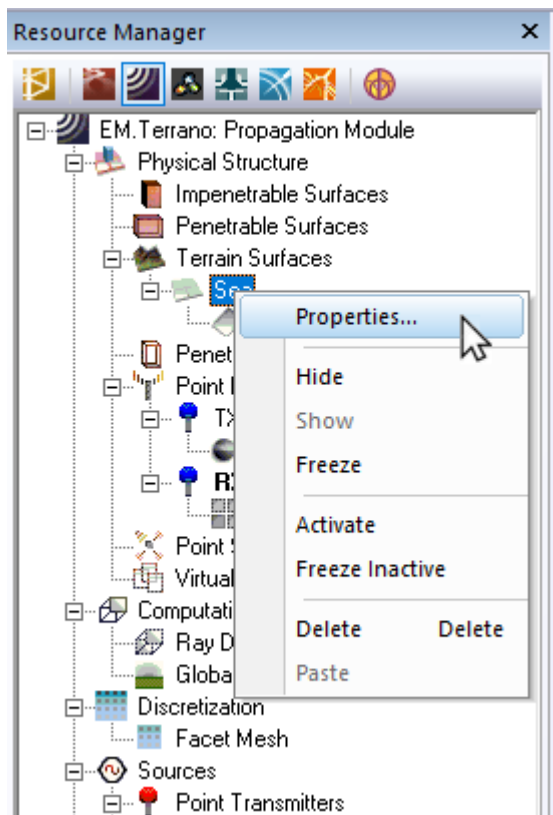 Resource Manager
EM.Terrano: Propagation Module
Physical Structure
Impenetrable Surfaces
Penetrable Surfaces
Terrain Surfaces
Sea
Properties...
Penet
Hide
Point
Show
TX
Freeze
Point
Activate
Virtual
Freeze Inactive
Computati
Delete Delete
Ray D
Globa
Paste
Discretization
Facet Mesh
Sources
Point Transmitters